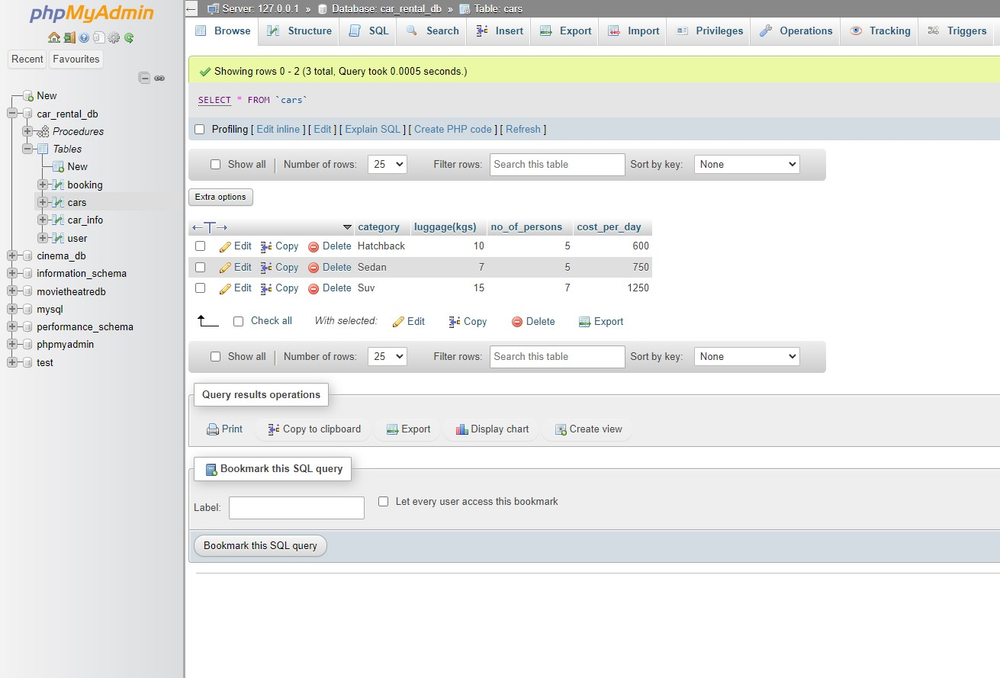 phpMyAdmin
Recent Favourites
New
car_rental_db
Procedures
Tables
New
booking
cars
car_info
user
cinema_db
information_schema
movietheatredb
mysql
performance_schema
phpmyadmin
test
Server: 127.0.0.1 » Database: car_rental_db » Table: cars
Browse Structure SQL Search Insert Export Import Privileges Operations Tracking Triggers
Showing rows 0 - 2 (3 total, Query took 0.0005 seconds.)
SELECT * FROM `cars`
Profiling [ Edit inline ] [ Edit ] [ Explain SQL ] [ Create PHP code ] [ Refresh ]
Show all Number of rows: 25 Filter rows: Search this table Sort by key: None
Extra options
←T→ category luggage(kgs) no_of_persons cost_per_day
Edit Copy Delete Hatchback 10 5 600
Edit Copy Delete Sedan 7 5 750
Edit Copy Delete Suv 15 7 1250
Check all With selected: Edit Copy Delete Export
Show all Number of rows: 25 Filter rows: Search this table Sort by key: None
Query results operations
Print Copy to clipboard Export Display chart Create view
Bookmark this SQL query
Label: Let every user access this bookmark
Bookmark this SQL query